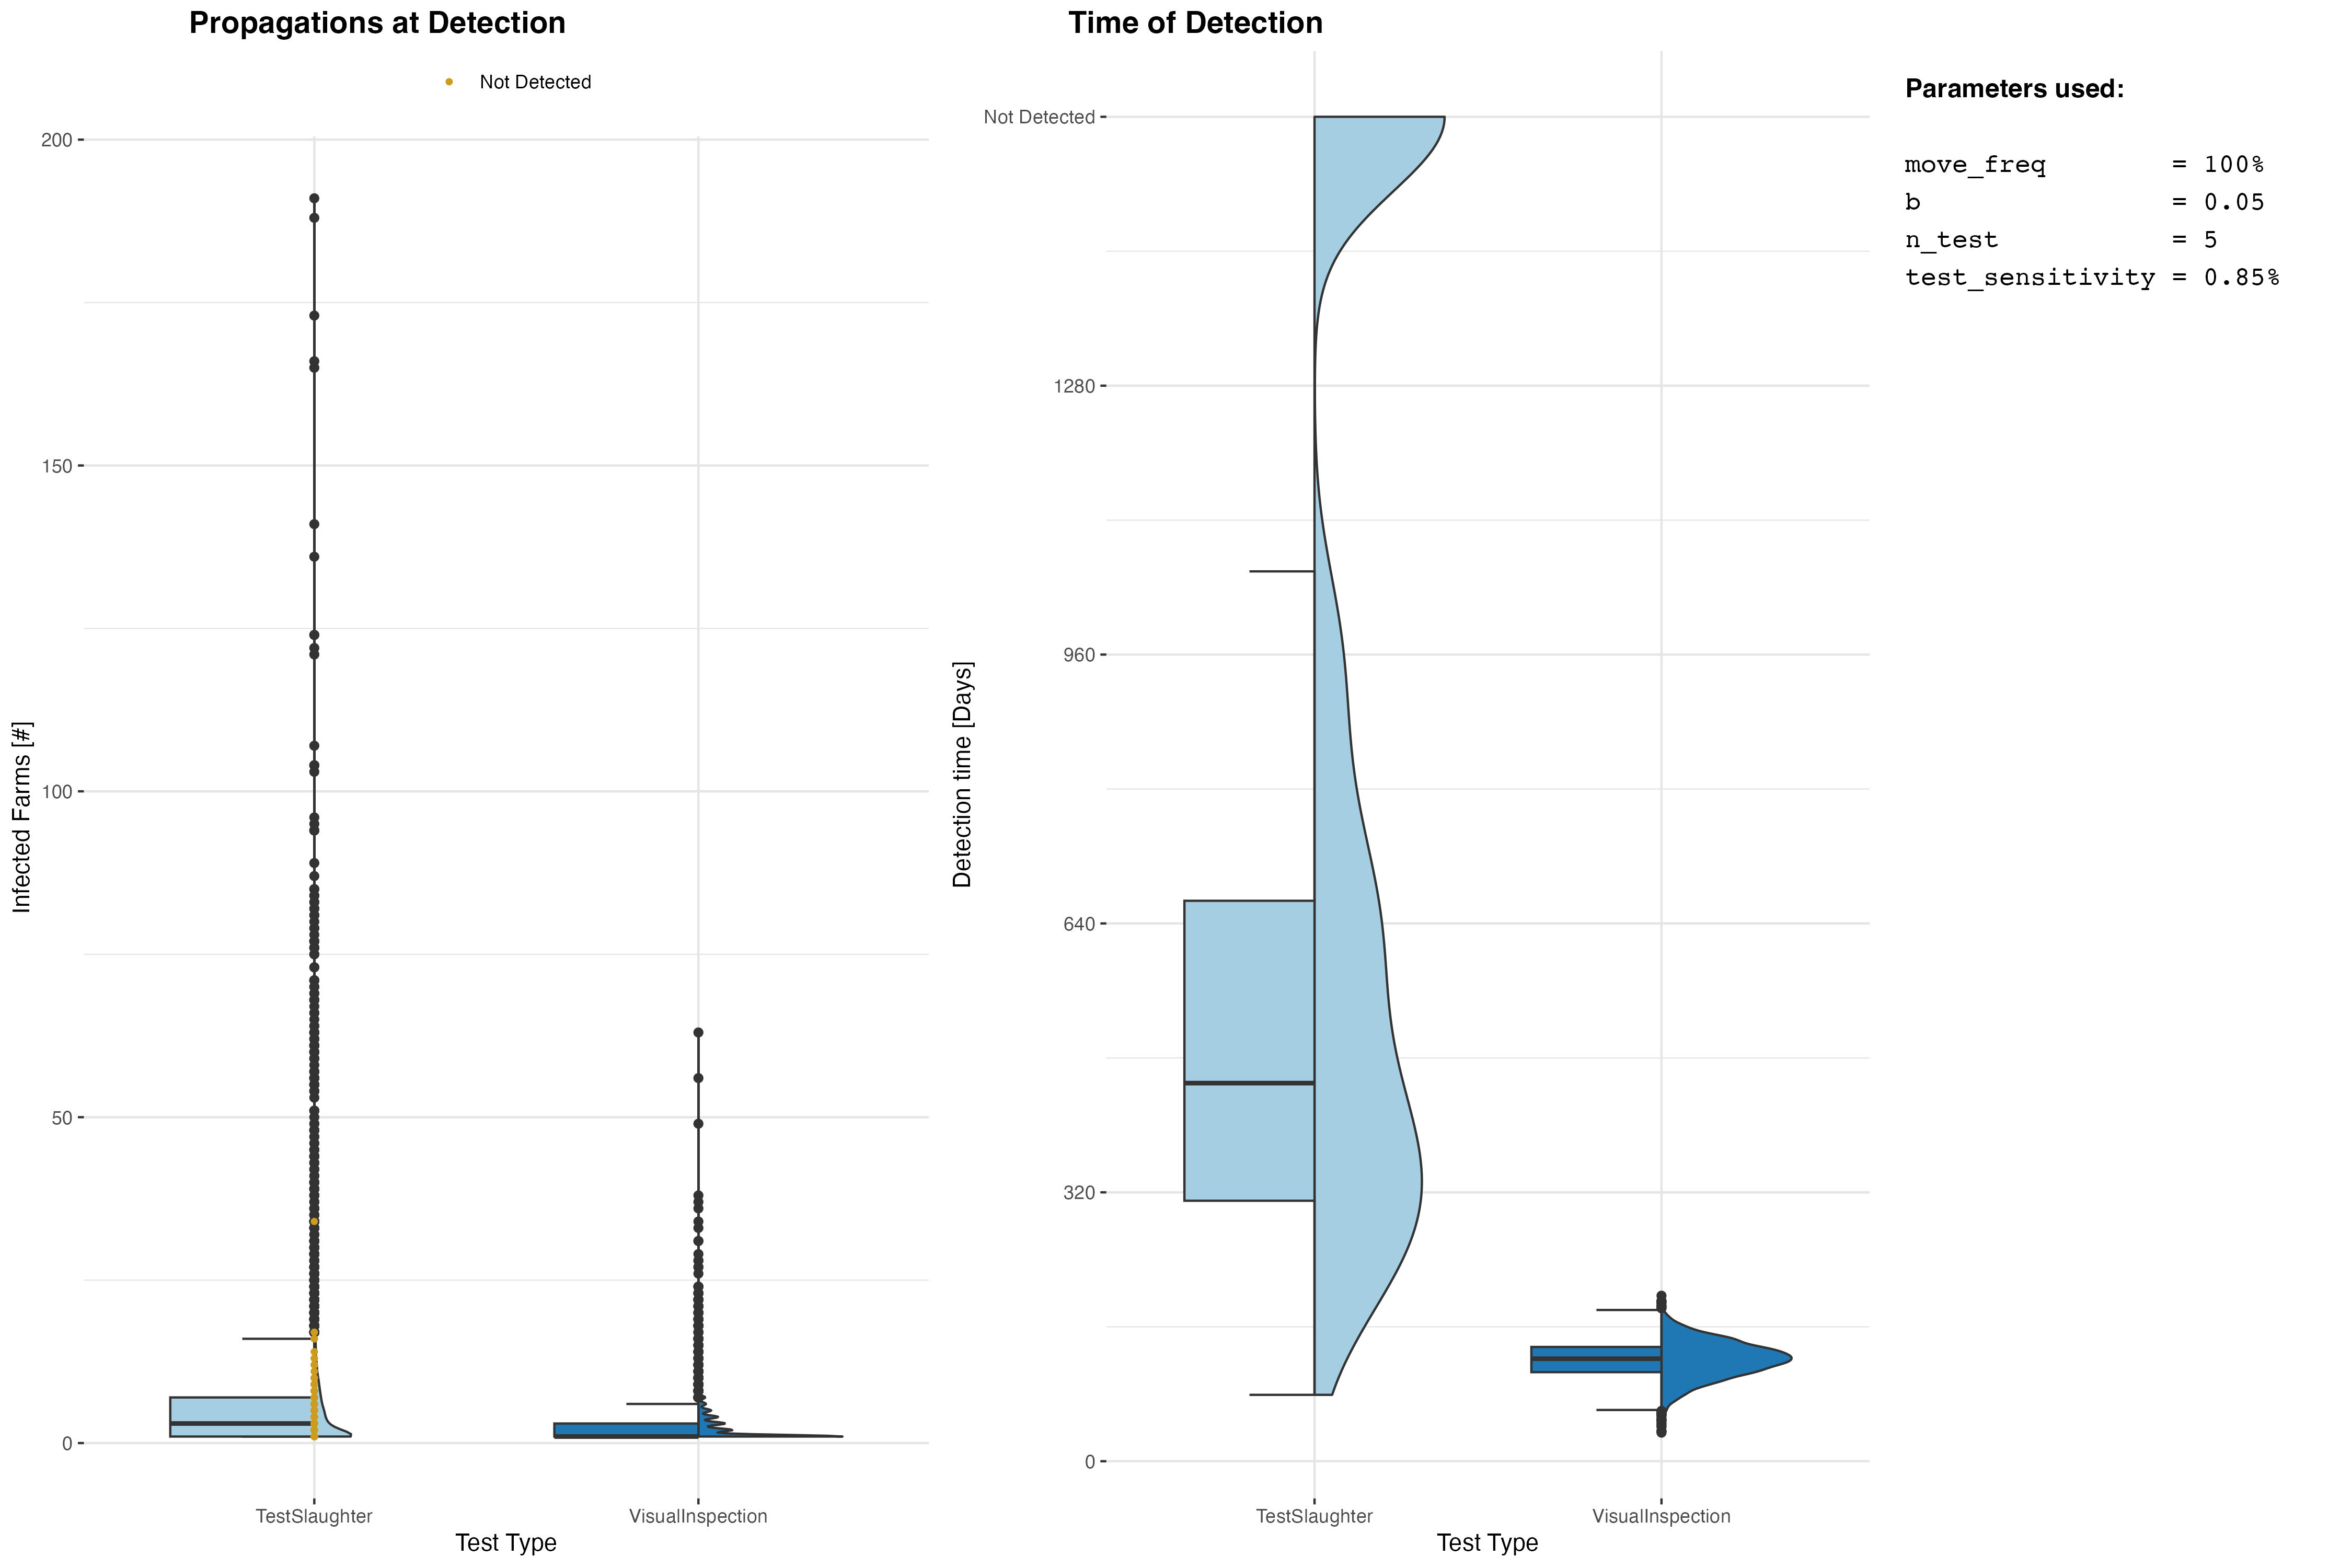 Propagations at Detection
Not Detected
Infected Farms [#]
200
150
100
50
0
TestSlaughter
VisualInspection
Test Type
Time of Detection
Detection time [Days]
Not Detected
1280
960
640
320
0
TestSlaughter
VisualInspection
Test Type
Parameters used:
move_freq = 100%
b = 0.05
n_test = 5
test_sensitivity = 0.85%